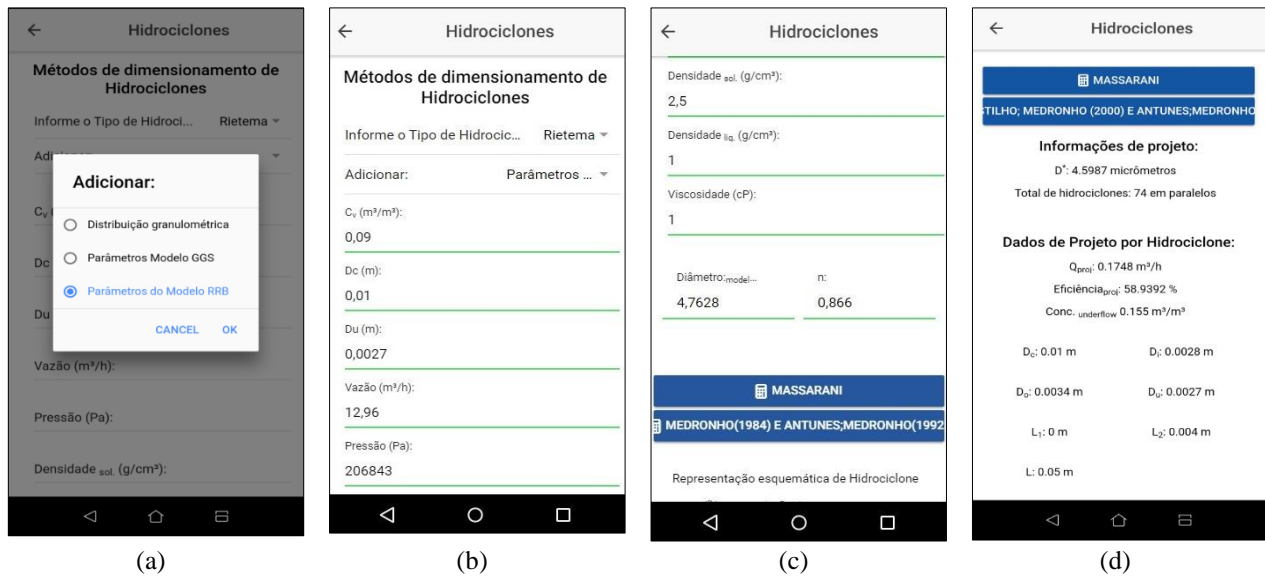 Hidrociclones
Métodos de dimensionamento de
Hidrociclones
Informe o Tipo de Hidroci... Rietema
Adi
Adicionar:
Distribuição granulométrica
Parâmetros Modelo GGS
Parâmetros do Modelo RRB
CANCEL OK
Cv (
Dc
Du
Vazão (m³/h):
Pressão (Pa):
Densidade sol. (g/cm³):
(a)
Hidrociclones
Métodos de dimensionamento de
Hidrociclones
Informe o Tipo de Hidrocic... Rietema
Adicionar: Parâmetros ...
Cv (m³/m³):
0,09
Dc (m):
0,01
Du (m):
0,0027
Vazão (m³/h):
12,96
Pressão (Pa):
206843
(b)
Hidrociclones
Densidade sol. (g/cm³):
2,5
Densidade liq. (g/cm³):
1
Viscosidade (cP):
1
Diâmetro:model... n:
4,7628 0,866
MASSARANI
MEDRONHO(1984) E ANTUNES;MEDRONHO(1992
Representação esquemática de Hidrociclone
(c)
Hidrociclones
MASSARANI
TILHO; MEDRONHO (2000) E ANTUNES;MEDRONHO
Informações de projeto:
D*: 4.5987 micrômetros
Total de hidrociclones: 74 em paralelos
Dados de Projeto por Hidrociclone:
Qproj: 0.1748 m³/h
Eficiênciaproj: 58.9392 %
Conc. underflow 0.155 m³/m³
Dc: 0.01 m Di: 0.0028 m
Do: 0.0034 m Du: 0.0027 m
L1: 0 m L2: 0.004 m
L: 0.05 m
(d)